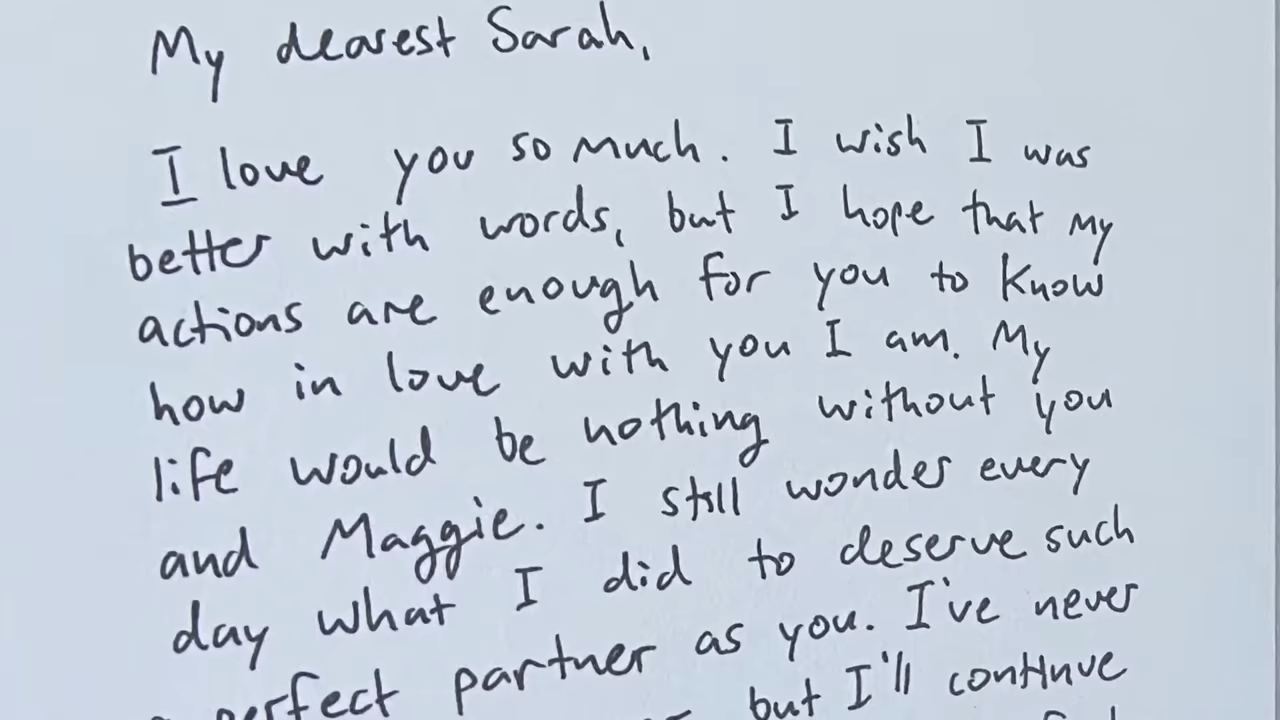 My dearest Sarah,
I love you so much. I wish I was
better with words, but I hope that my
actions are enough for you to know
how in love with you I am. My
life would be nothing without you
and Maggie. I still wonder every
day what I did to deserve such
perfect partner as you. I've never
but I'll continue